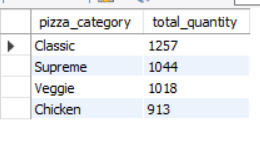 pizza_category total_quantity
Classic 1257
Supreme 1044
Veggie 1018
Chicken 913